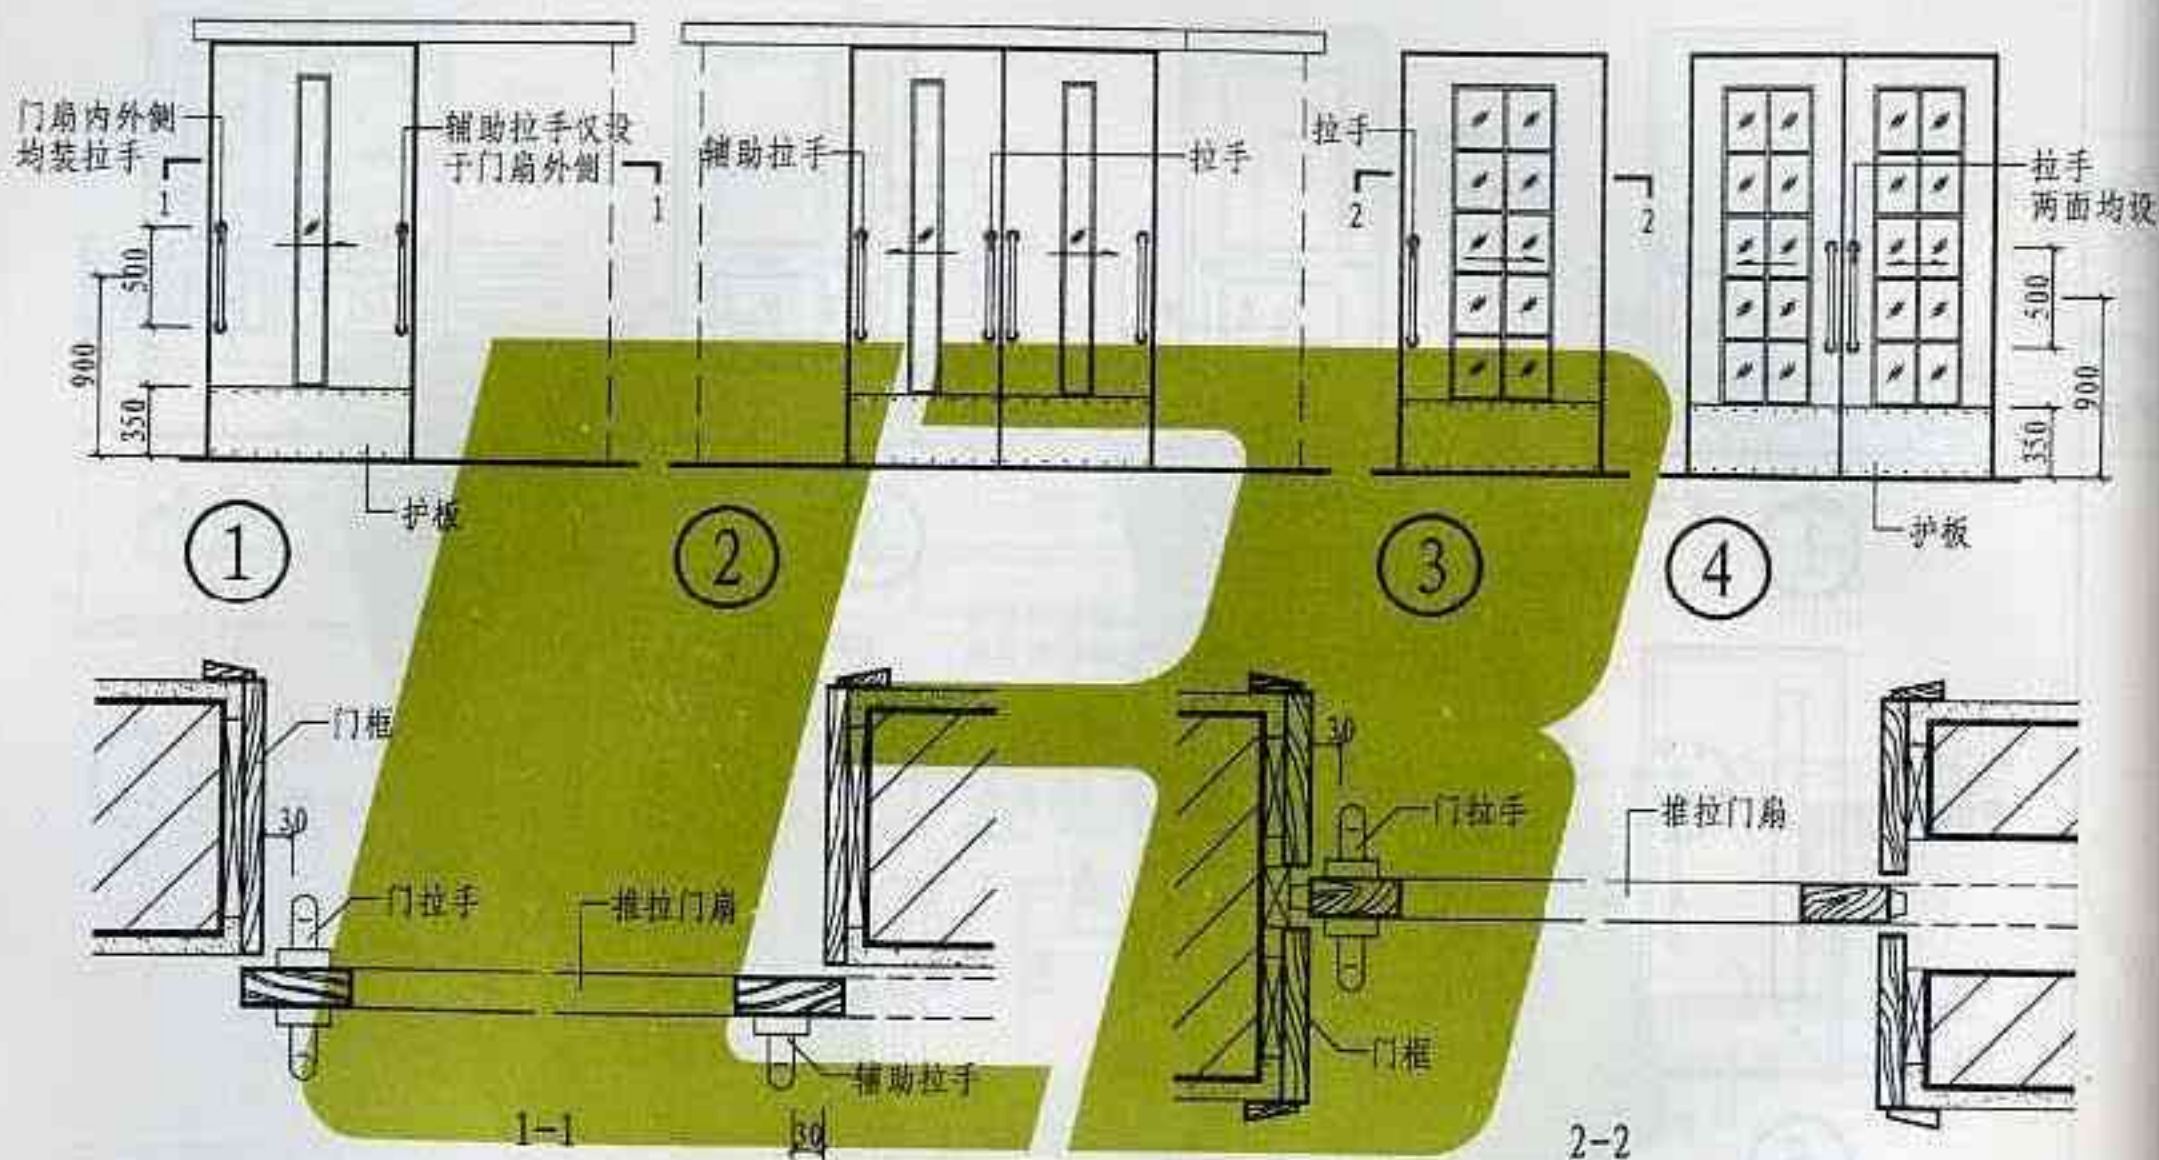 门扇内外侧
均装拉手
1
500
900
350
辅助拉手仅设
于门扇外侧
1
护板
①
辅助拉手
拉手
②
拉手
2
2
③
拉手
两面均设
500
900
350
护板
④
门框
30
门拉手
推拉门扇
辅助拉手
1-1
30
30
门拉手
推拉门扇
门框
2-2